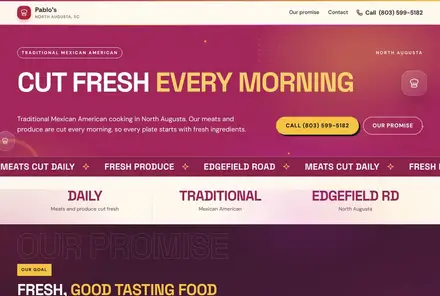 Pablo's
NORTH AUGUSTA, SC
Our promise
Contact
Call (803) 599-5182
TRADITIONAL MEXICAN AMERICAN
NORTH AUGUSTA
CUT FRESH EVERY MORNING
Traditional Mexican American cooking in North Augusta. Our meats and
produce are cut every morning, so every plate starts with fresh ingredients.
CALL (803) 599-5182
OUR PROMISE
MEATS CUT DAILY
FRESH PRODUCE
EDGEFIELD ROAD
MEATS CUT DAILY
FRESH
DAILY
Meats and produce cut fresh
TRADITIONAL
Mexican American
EDGEFIELD RD
North Augusta
OUR PROMISE
OUR GOAL
FRESH, GOOD TASTING FOOD